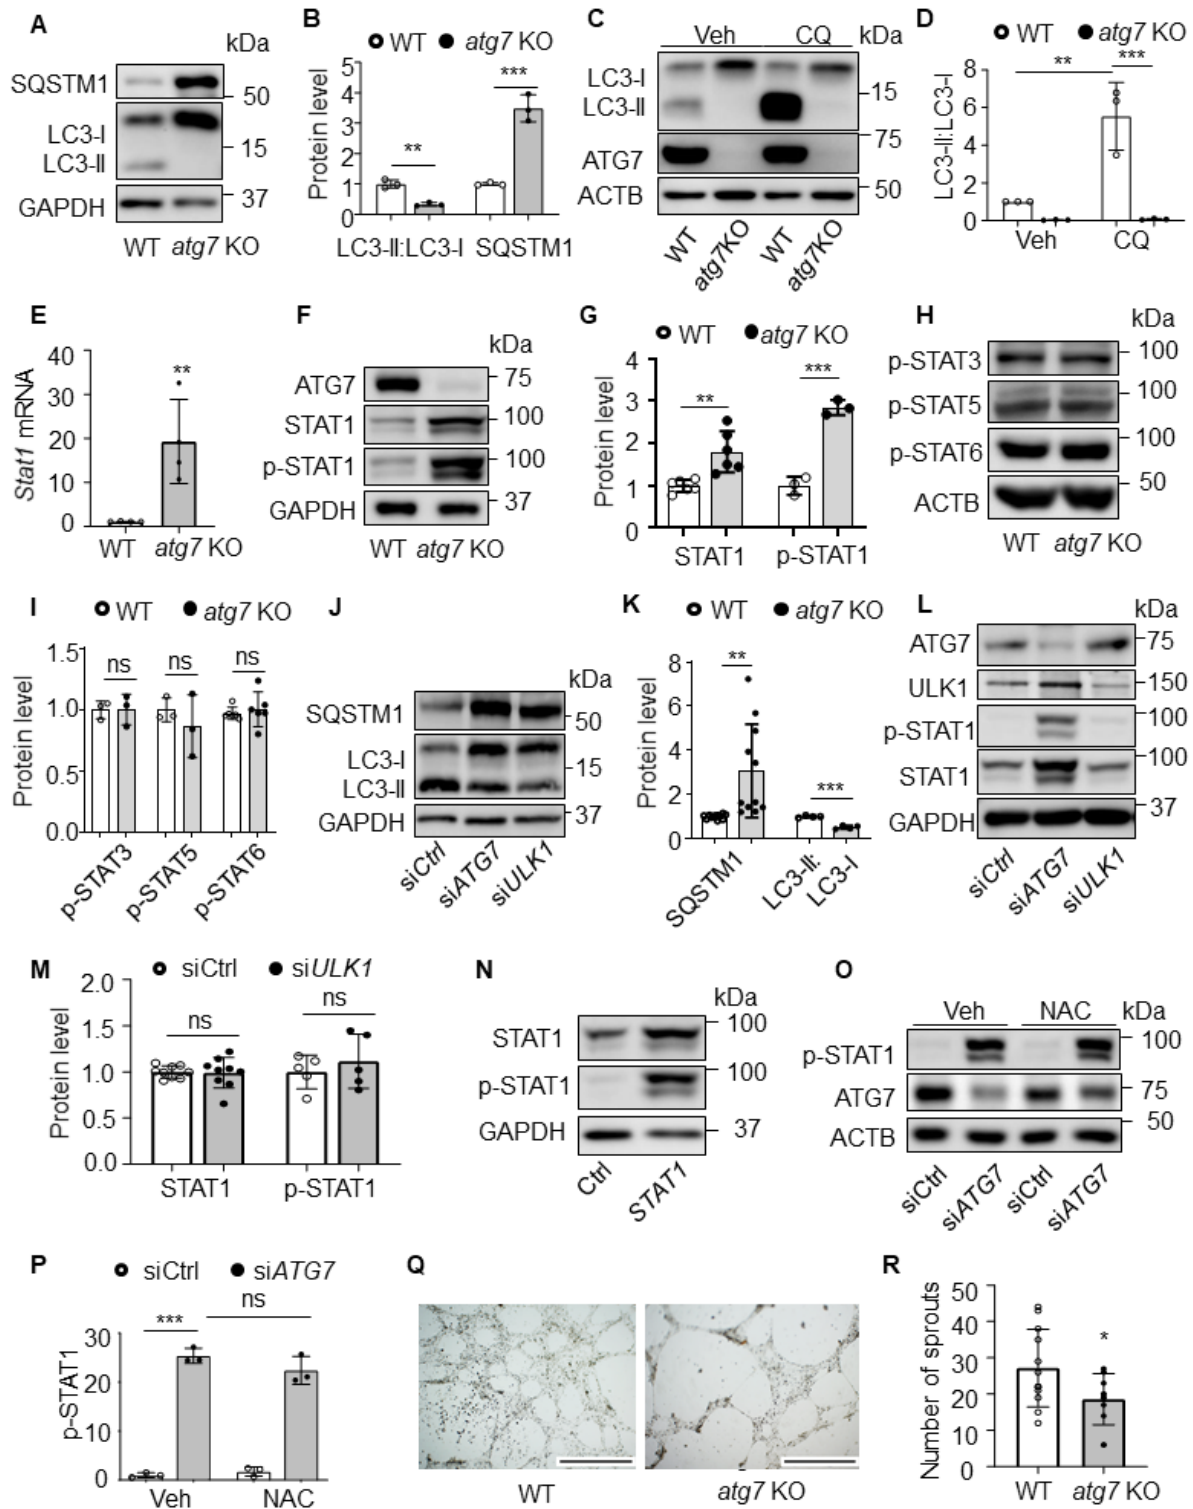 A
kDa
SQSTM1
50
LC3-I
15
LC3-II
37
GAPDH
WT atg7 KO
B
WT atg7 KO
Protein level
5
4
3
2
1
0
**
***
LC3-II:LC3-I SQSTM1
C
Veh CQ kDa
LC3-I
15
LC3-II
75
ATG7
ACTB
50
WT
atg7KO
WT
atg7KO
D
WT atg7 KO
LC3-II:LC3-I
8
6
4
2
0
**
***
Veh CQ
E
Stat1 mRNA
40
30
20
10
0
**
WT atg7 KO
F
kDa
ATG7
75
STAT1
100
p-STAT1
100
GAPDH
37
WT atg7 KO
G
WT atg7 KO
Protein level
4
3
2
1
0
**
***
STAT1 p-STAT1
H
kDa
p-STAT3
100
p-STAT5
100
p-STAT6
100
ACTB
50
WT atg7 KO
I
WT atg7 KO
Protein level
1.5
1.0
0.5
0.0
ns
ns
ns
p-STAT3
p-STAT5
p-STAT6
J
kDa
SQSTM1
50
LC3-I
15
LC3-II
37
GAPDH
siCtrl
siATG7
siULK1
K
WT atg7 KO
Protein level
8
6
4
2
0
**
***
SQSTM1
LC3-II:
LC3-I
L
kDa
ATG7
75
ULK1
150
p-STAT1
100
STAT1
100
GAPDH
37
siCtrl
siATG7
siULK1
M
siCtrl siULK1
Protein level
2.0
1.5
1.0
0.5
0.0
ns
ns
STAT1 p-STAT1
N
kDa
STAT1
100
p-STAT1
100
GAPDH
37
Ctrl
STAT1
O
Veh NAC kDa
p-STAT1
100
ATG7
75
ACTB
50
siCtrl
siATG7
siCtrl
siATG7
P
siCtrl siATG7
p-STAT1
30
20
10
0
***
ns
Veh NAC
Q
WT atg7 KO
R
Number of sprouts
50
40
30
20
10
0
*
WT atg7 KO